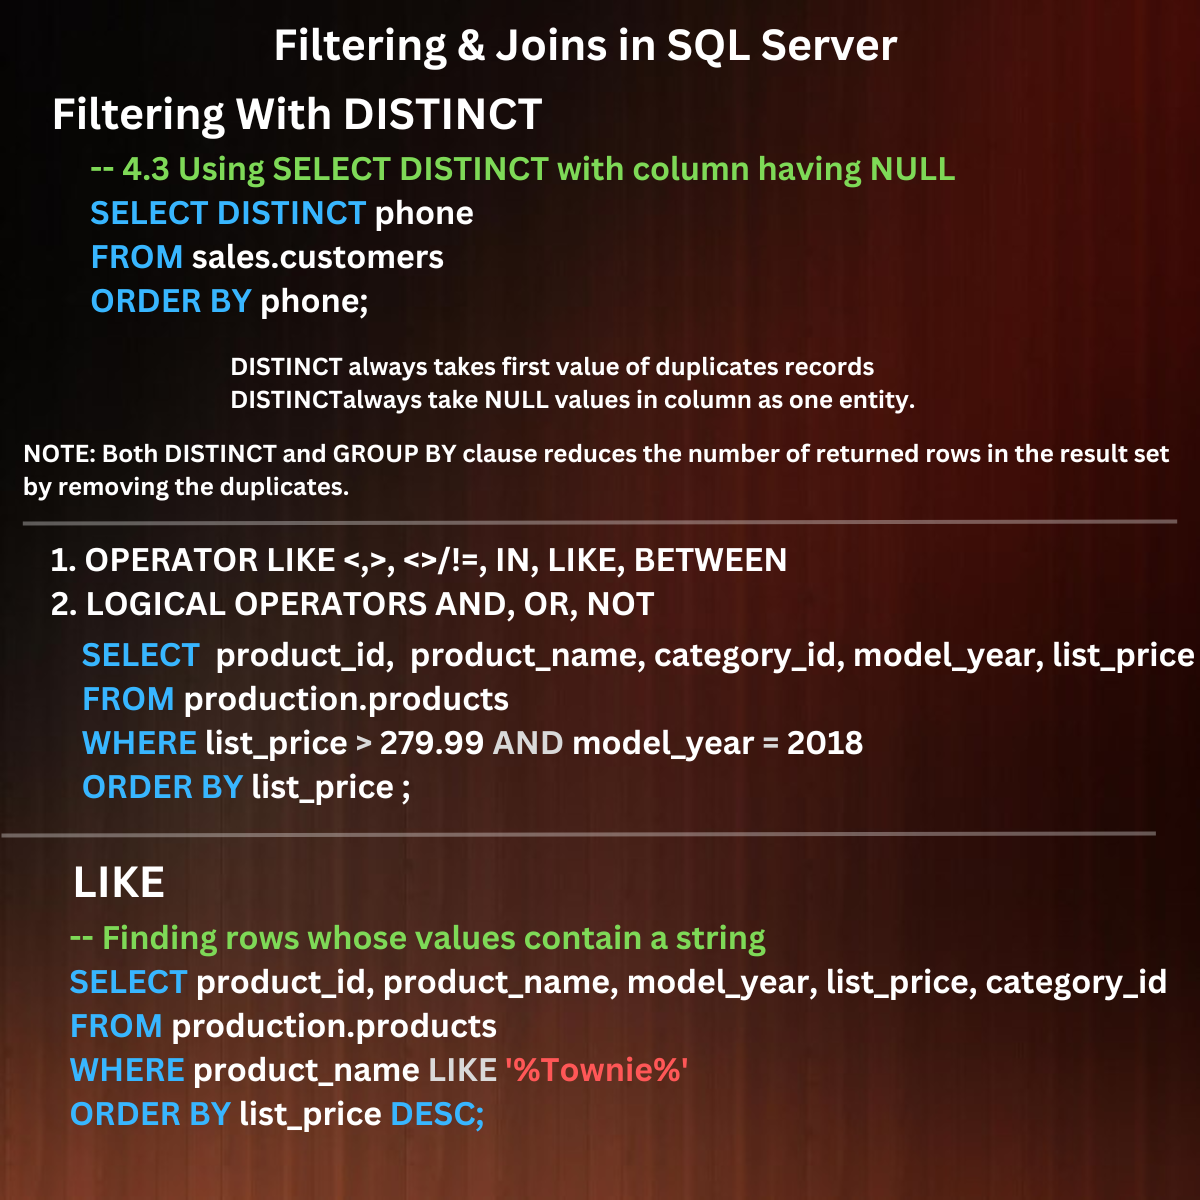 Filtering & Joins in SQL Server
Filtering With DISTINCT
-- 4.3 Using SELECT DISTINCT with column having NULL
SELECT DISTINCT phone
FROM sales.customers
ORDER BY phone;
DISTINCT always takes first value of duplicates records
DISTINCTalways take NULL values in column as one entity.
NOTE: Both DISTINCT and GROUP BY clause reduces the number of returned rows in the result set
by removing the duplicates.
1. OPERATOR LIKE <,>, <>/!=, IN, LIKE, BETWEEN
2. LOGICAL OPERATORS AND, OR, NOT
SELECT  product_id,  product_name, category_id, model_year, list_price
FROM production.products
WHERE list_price > 279.99 AND model_year = 2018
ORDER BY list_price ;
LIKE
-- Finding rows whose values contain a string
SELECT product_id, product_name, model_year, list_price, category_id
FROM production.products
WHERE product_name LIKE '%Townie%'
ORDER BY list_price DESC;